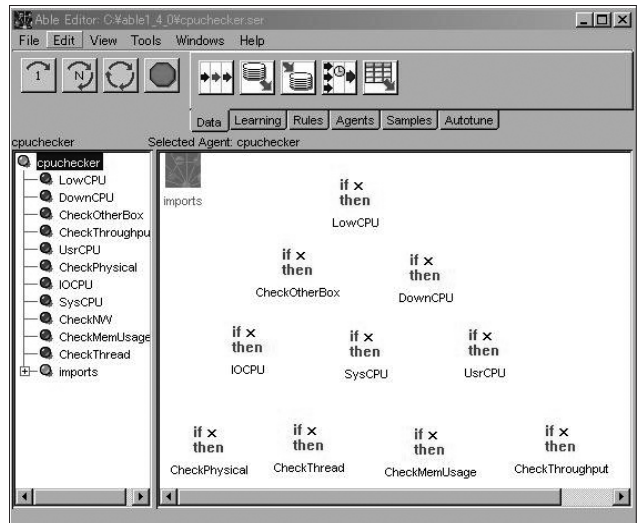 Able Editor: C:¥able1_4_0¥cpuchecker.ser
File Edit View Tools Windows Help
1 N
Data Learning Rules Agents Samples Autotune
cpuchecker Selected Agent: cpuchecker
cpuchecker
LowCPU
DownCPU
CheckOtherBox
CheckThroughpu
UsrCPU
CheckPhysical
IOCPU
SysCPU
CheckNW
CheckMemUsage
CheckThread
imports
imports
if x
then
LowCPU
if x
then
CheckOtherBox
if x
then
DownCPU
if x
then
IOCPU
if x
then
SysCPU
if x
then
UsrCPU
if x
then
CheckPhysical
if x
then
CheckThread
if x
then
CheckMemUsage
if x
then
CheckThroughput